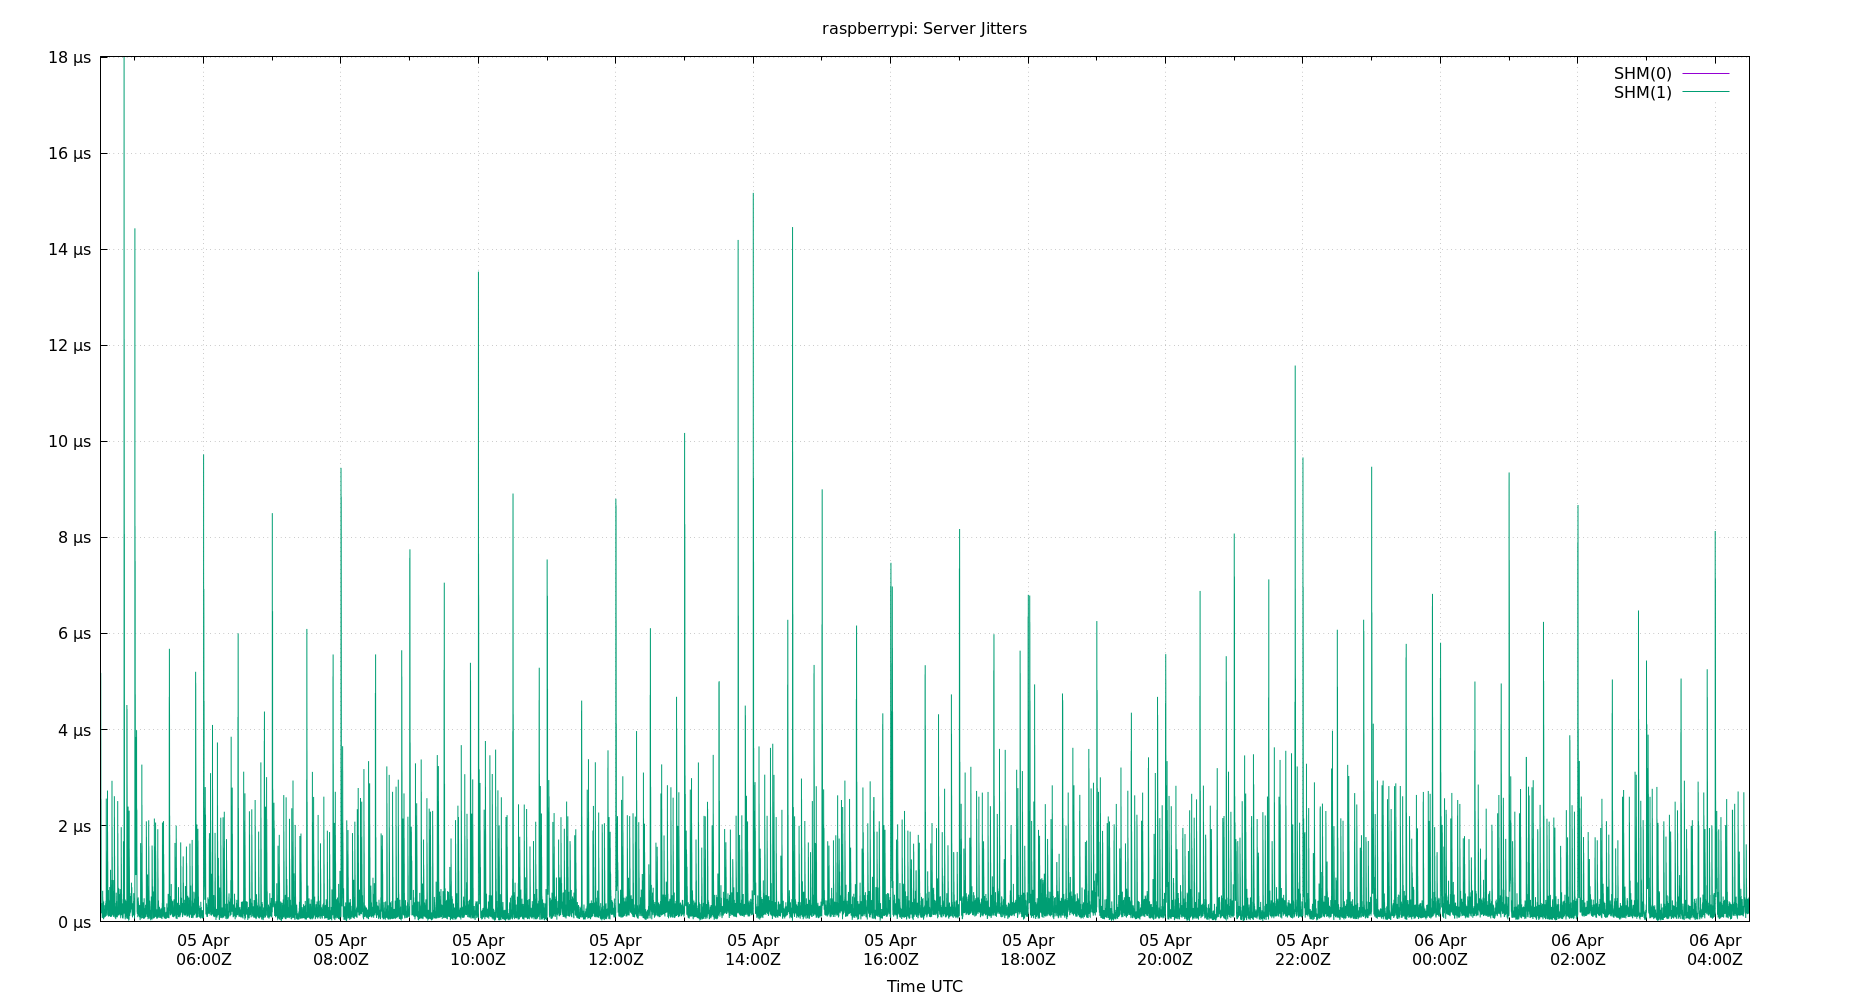 raspberrypi: Server Jitters
18 µs
16 µs
14 µs
12 µs
10 µs
8 µs
6 µs
4 µs
2 µs
0 µs
SHM(0)
SHM(1)
05 Apr 05 Apr 05 Apr 05 Apr 05 Apr 05 Apr 05 Apr 05 Apr 05 Apr 06 Apr 06 Apr 06 Apr
06:00Z 08:00Z 10:00Z 12:00Z 14:00Z 16:00Z 18:00Z 20:00Z 22:00Z 00:00Z 02:00Z 04:00Z
Time UTC